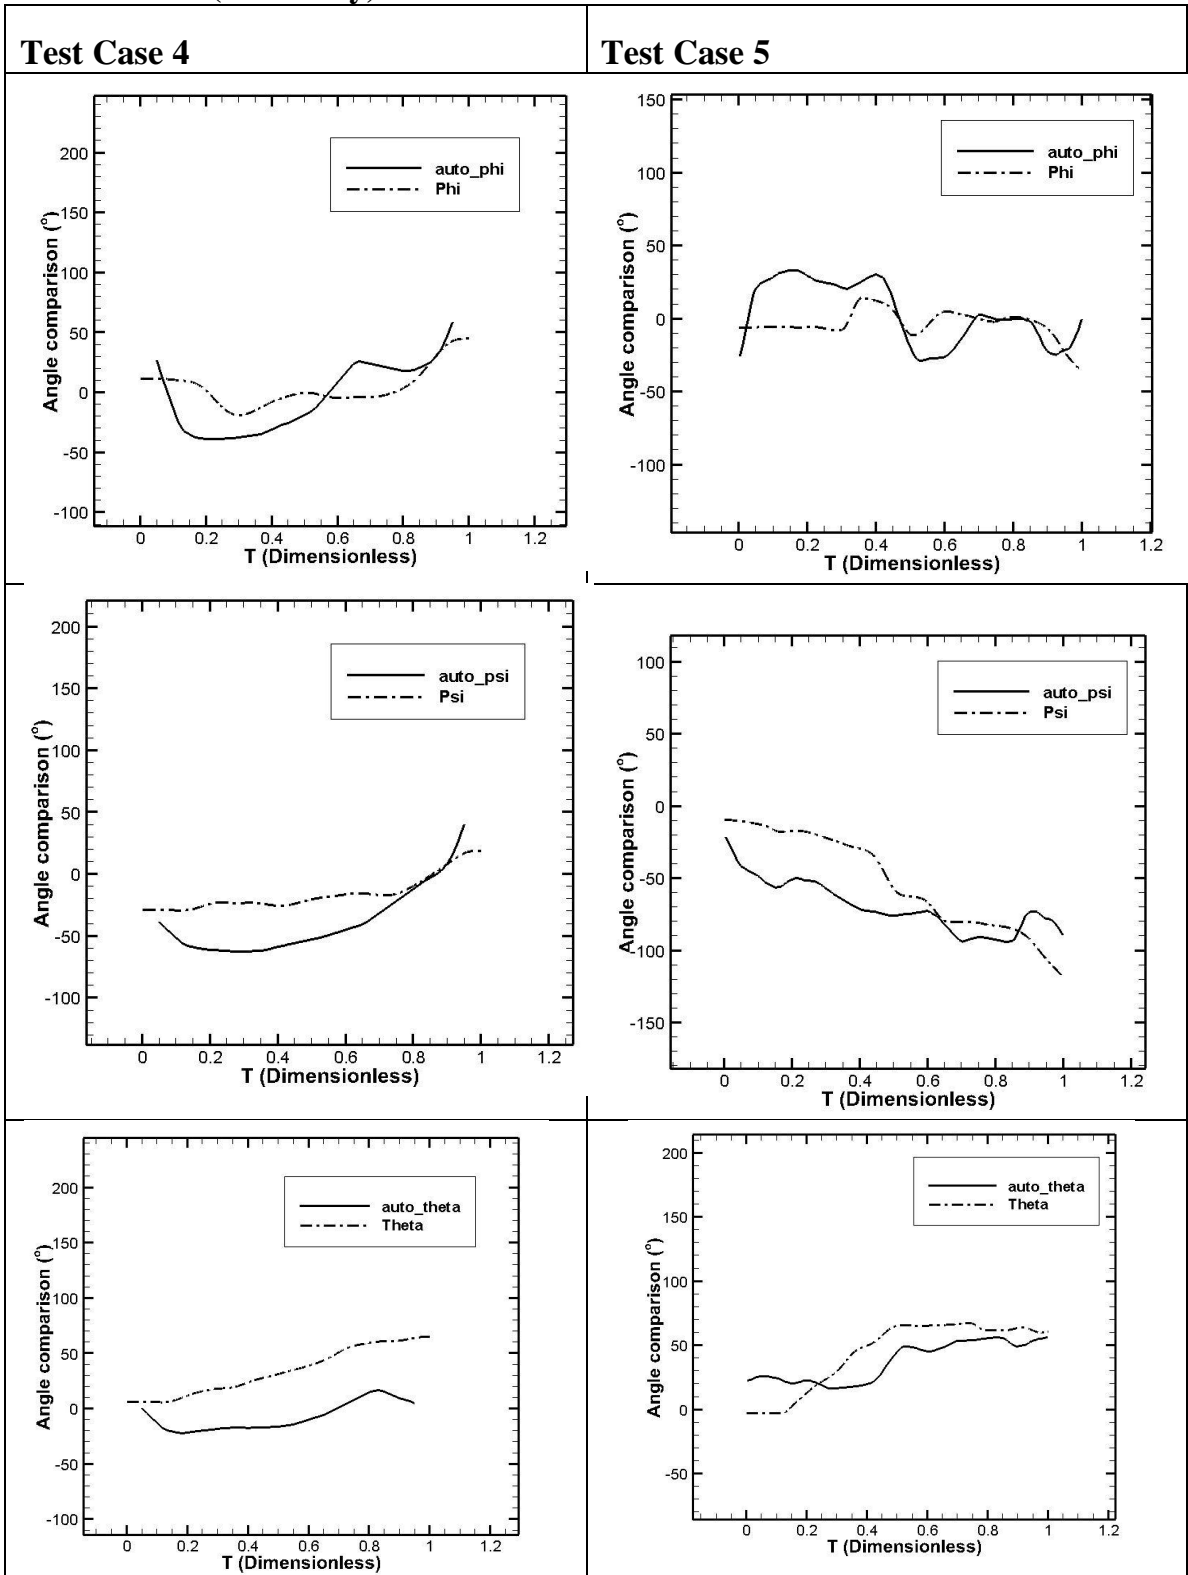 Test Case 4
Test Case 5
200
150
100
50
0
-50
-100
Angle comparison (°)
auto_phi
Phi
0 0.2 0.4 0.6 0.8 1 1.2
T (Dimensionless)
150
100
50
0
-50
-100
Angle comparison (°)
auto_phi
Phi
0 0.2 0.4 0.6 0.8 1 1.2
T (Dimensionless)
200
150
100
50
0
-50
-100
Angle comparison (°)
auto_psi
Psi
0 0.2 0.4 0.6 0.8 1 1.2
T (Dimensionless)
100
50
0
-50
-100
-150
Angle comparison (°)
auto_psi
Psi
0 0.2 0.4 0.6 0.8 1 1.2
T (Dimensionless)
200
150
100
50
0
-50
-100
Angle comparison (°)
auto_theta
Theta
0 0.2 0.4 0.6 0.8 1 1.2
T (Dimensionless)
200
150
100
50
0
-50
Angle comparison (°)
auto_theta
Theta
0 0.2 0.4 0.6 0.8 1 1.2
T (Dimensionless)